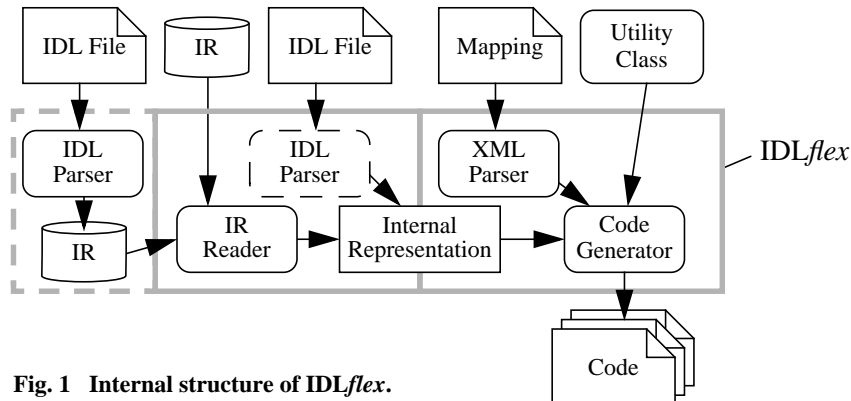 IDL File
IR
IDL File
Mapping
Utility
Class
IDL
Parser
IDL
Parser
XML
Parser
IDLflex
IR
IR
Reader
Internal
Representation
Code
Generator
Code
Fig. 1 Internal structure of IDLflex.